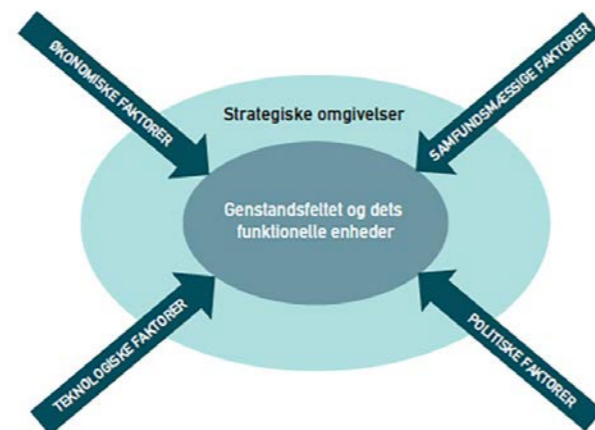 ØKONOMISKE FAKTORER
SAMFUNDSMÆSSIGE FAKTORER
Strategiske omgivelser
Genstandsfeltet og dets
funktionelle enheder
TEKNOLOGISKE FAKTORER
POLITISKE FAKTORER